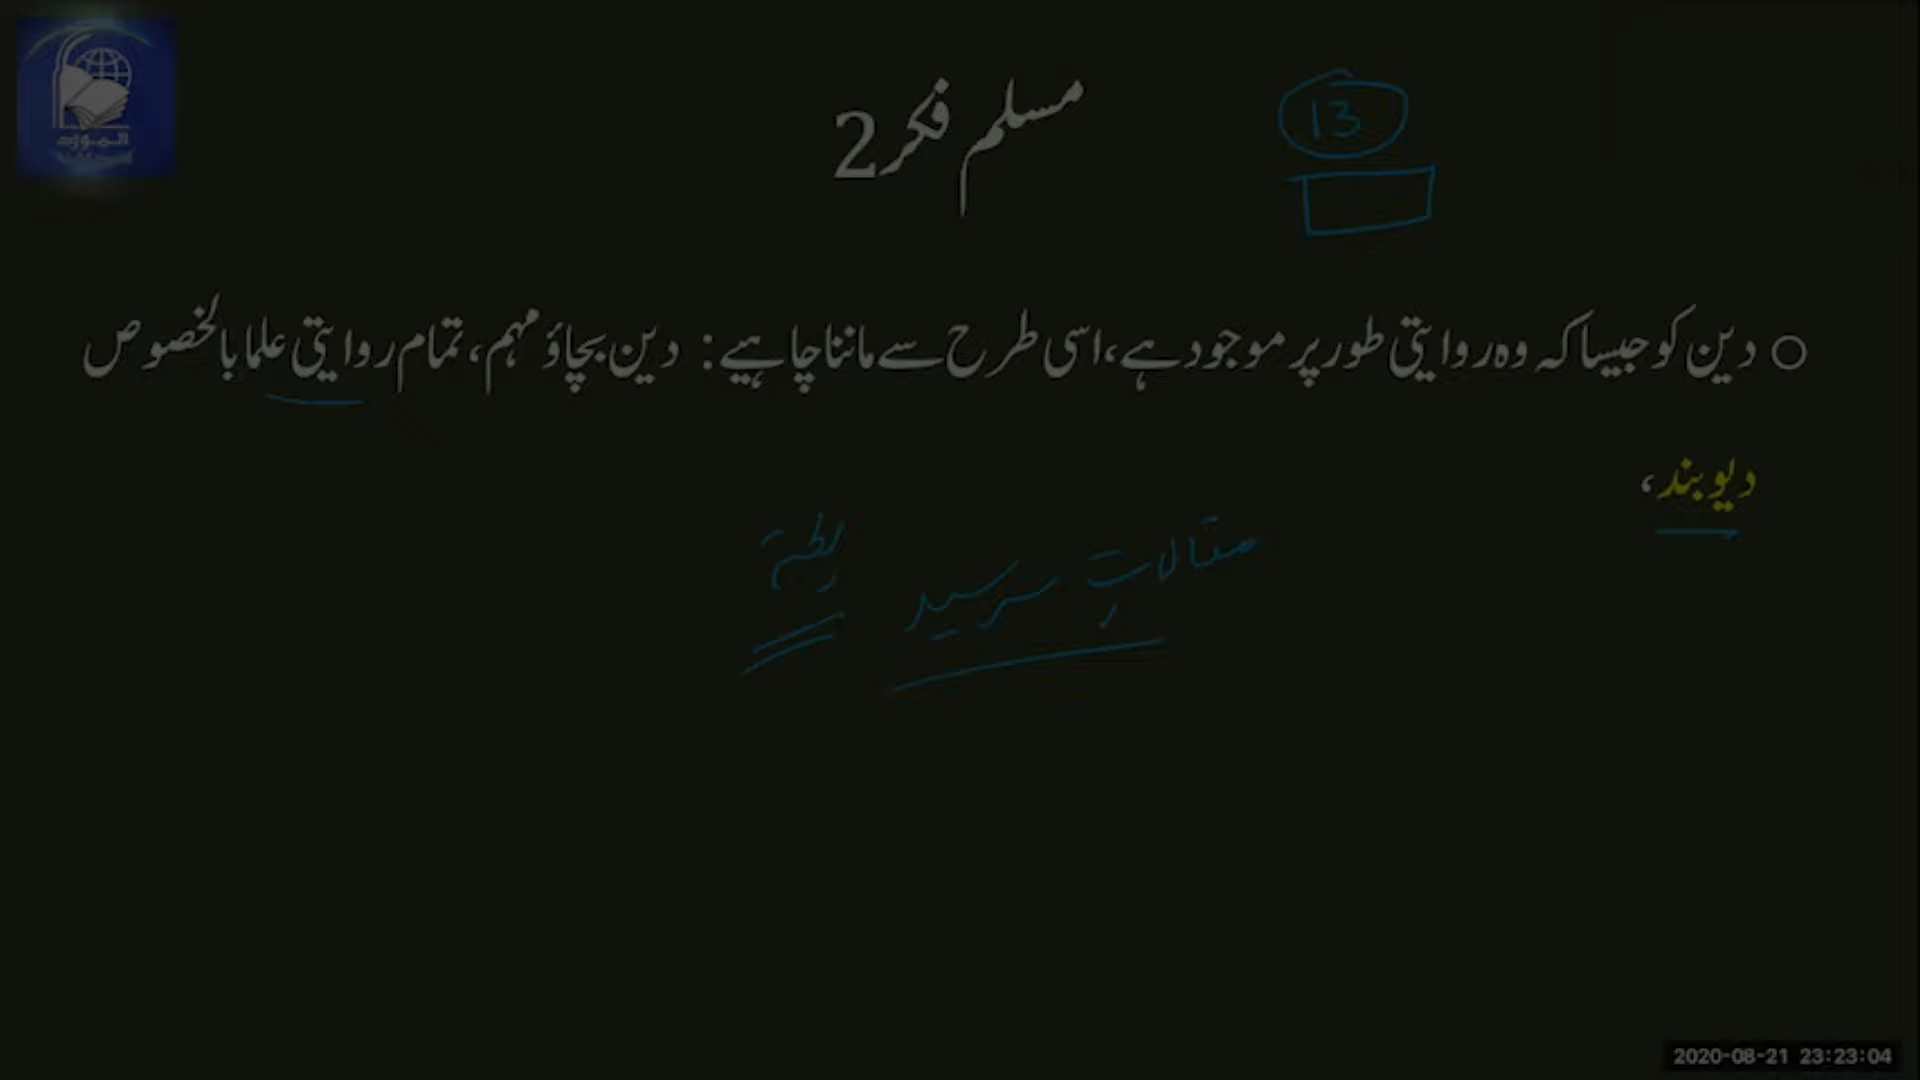 المورد
مسلم فکر 2
13
دین کو جیسا کہ وہ روایتی طور پر موجود ہے، اسی طرح سے ماننا چاہیے: دین بچاؤ مہم، تمام روایتی علما بالخصوص
دیوبند،
مقالاتِ سرسید
2020-08-21 23:23:04